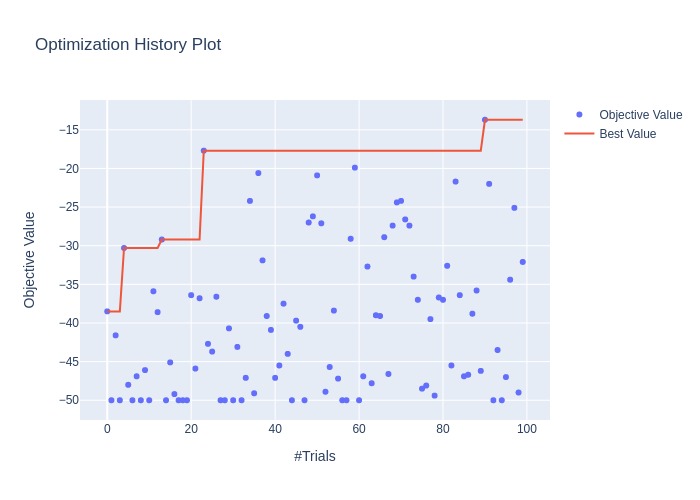 Optimization History Plot
Objective Value
Best Value
−15
−20
−25
−30
−35
−40
−45
−50
Objective Value
0 20 40 60 80 100
#Trials